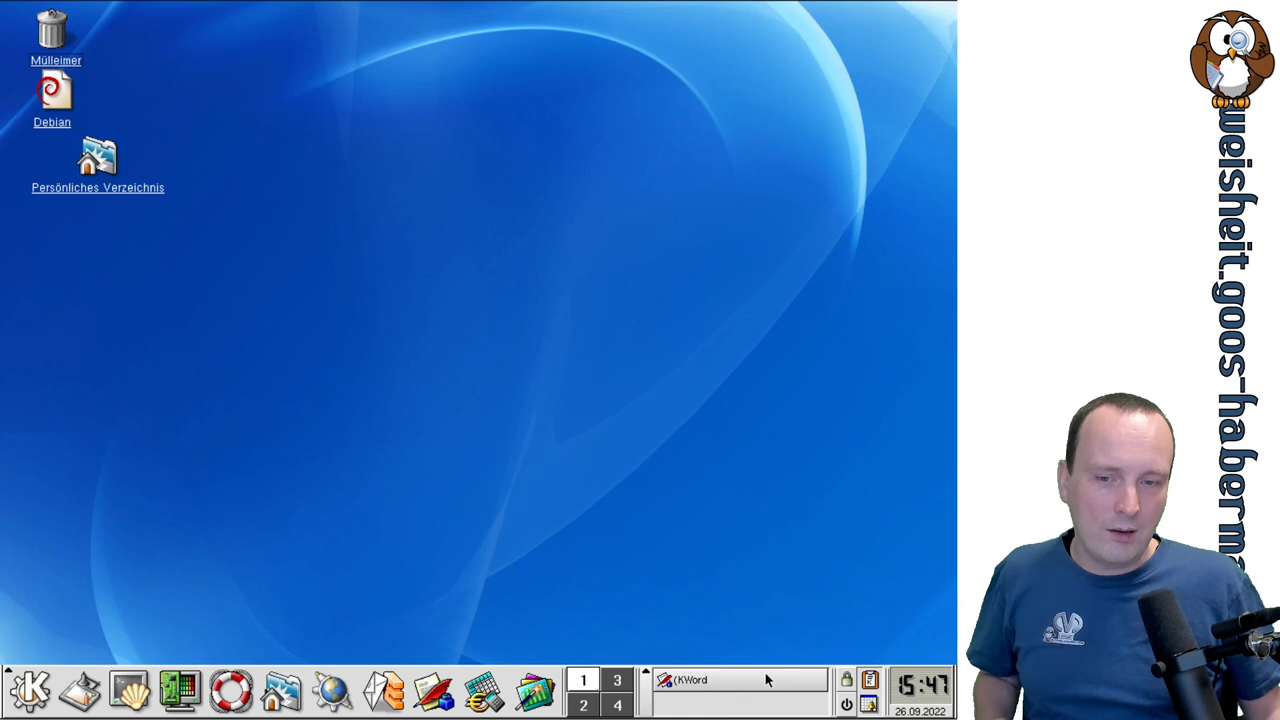 Mülleimer
Debian
Persönliches Verzeichnis
weisheit.goos-haberm
1
3
2
4
(KWord
15:47
26.09.2022